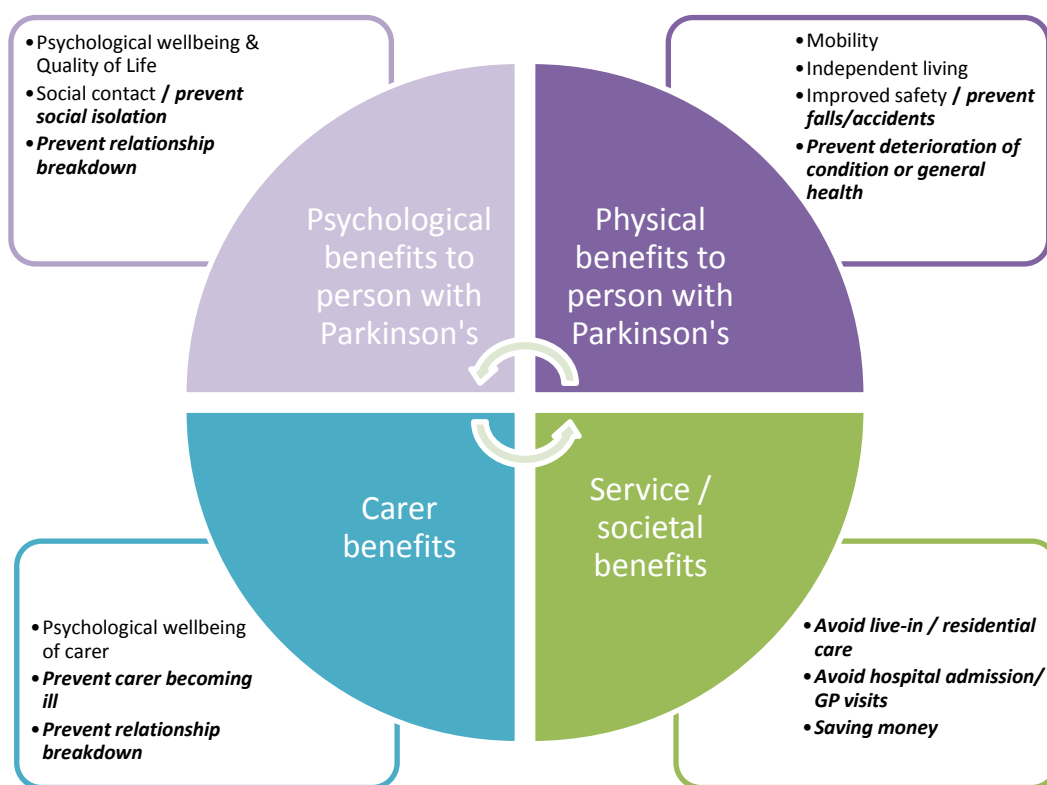 •Psychological wellbeing &
Quality of Life
•Social contact / prevent
social isolation
•Prevent relationship
breakdown
•Mobility
•Independent living
•Improved safety / prevent
falls/accidents
•Prevent deterioration of
condition or general
health
Psychological
benefits to
person with
Parkinson's
Physical
benefits to
person with
Parkinson's
Carer
benefits
Service /
societal
benefits
•Psychological wellbeing
of carer
•Prevent carer becoming
ill
•Prevent relationship
breakdown
•Avoid live-in / residential
care
•Avoid hospital admission/
GP visits
•Saving money